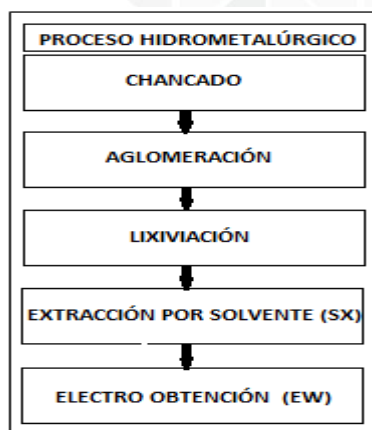 PROCESO HIDROMETALÚRGICO
CHANCADO
AGLOMERACIÓN
LIXIVIACIÓN
EXTRACCIÓN POR SOLVENTE (SX)
ELECTRO OBTENCIÓN (EW)